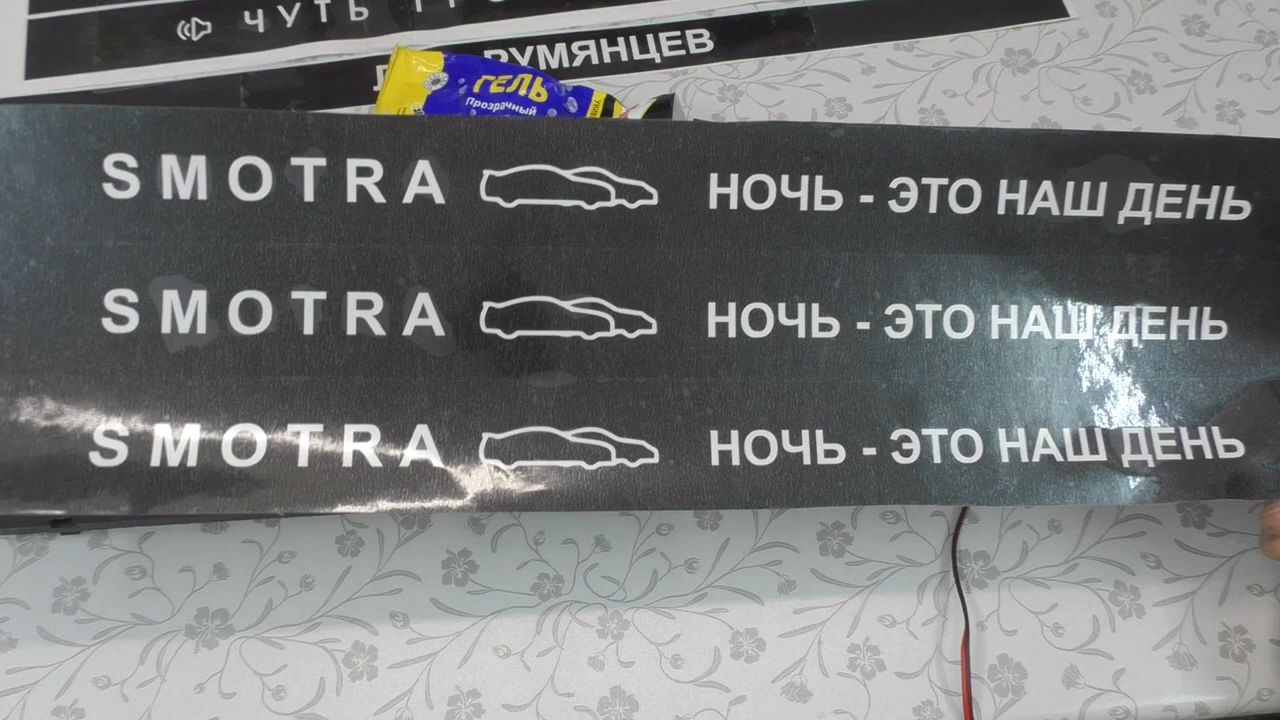 ЧУТЬ
РУМЯНЦЕВ
ГЕЛЬ
Прозрачный
SMOTRA НОЧЬ - ЭТО НАШ ДЕНЬ
SMOTRA НОЧЬ - ЭТО НАШ ДЕНЬ
SMOTRA НОЧЬ - ЭТО НАШ ДЕНЬ